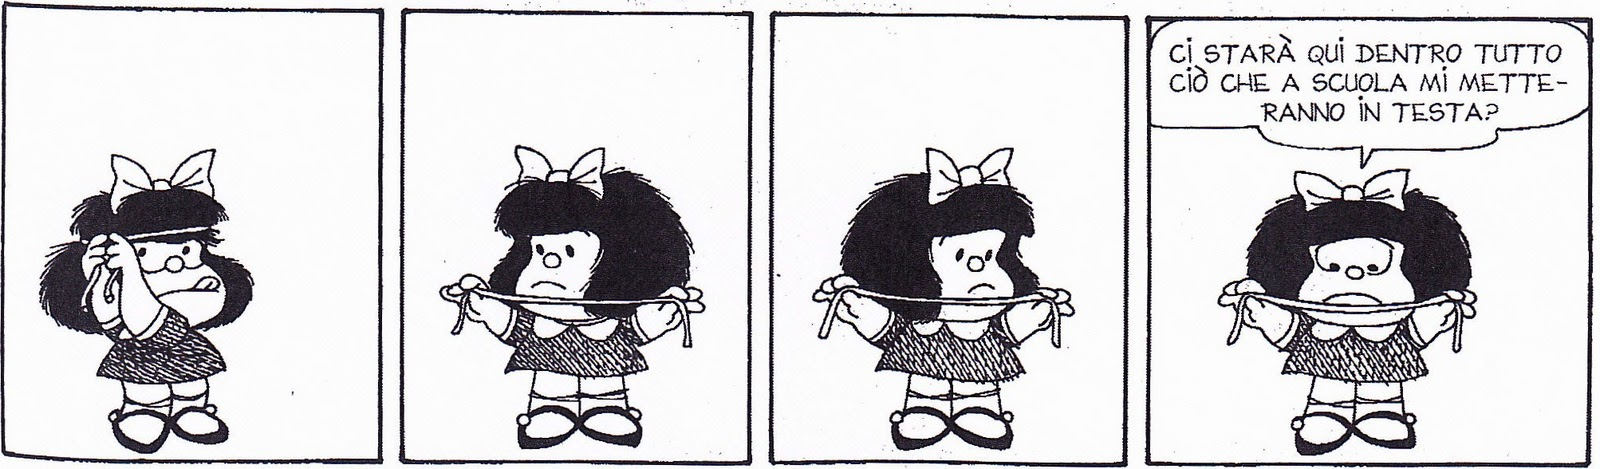 Ci STARÀ QUi DENTRO TUTTO
CiÒ CHE A SCUOLA Mi METTE-
RANNO iN TESTA?